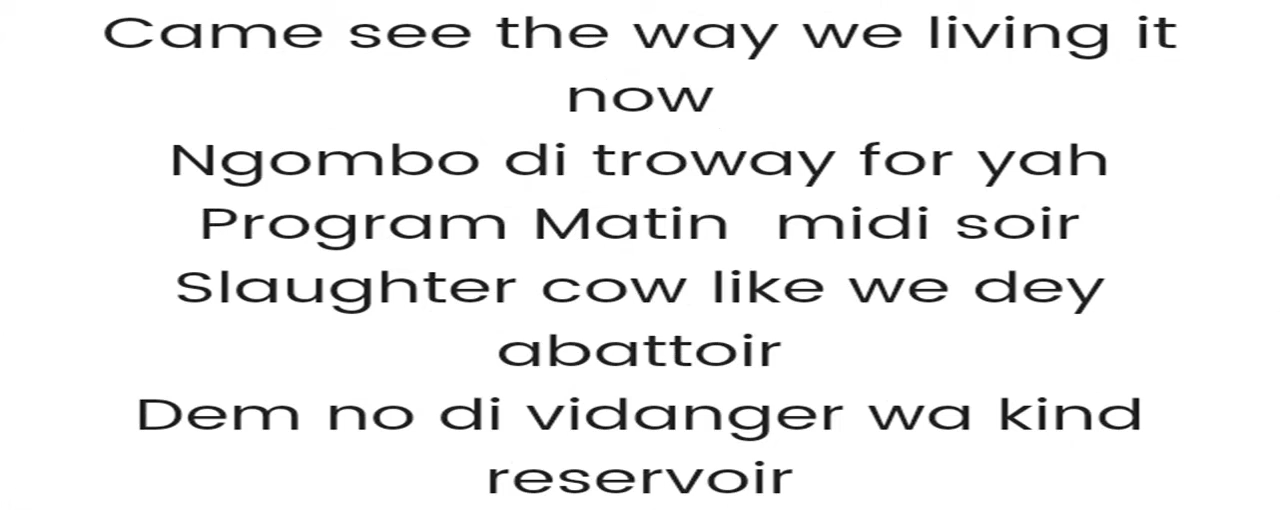 Came see the way we living it
now
Ngombo di troway for yah
Program Matin  midi soir
Slaughter cow like we dey
abattoir
Dem no di vidanger wa kind
reservoir